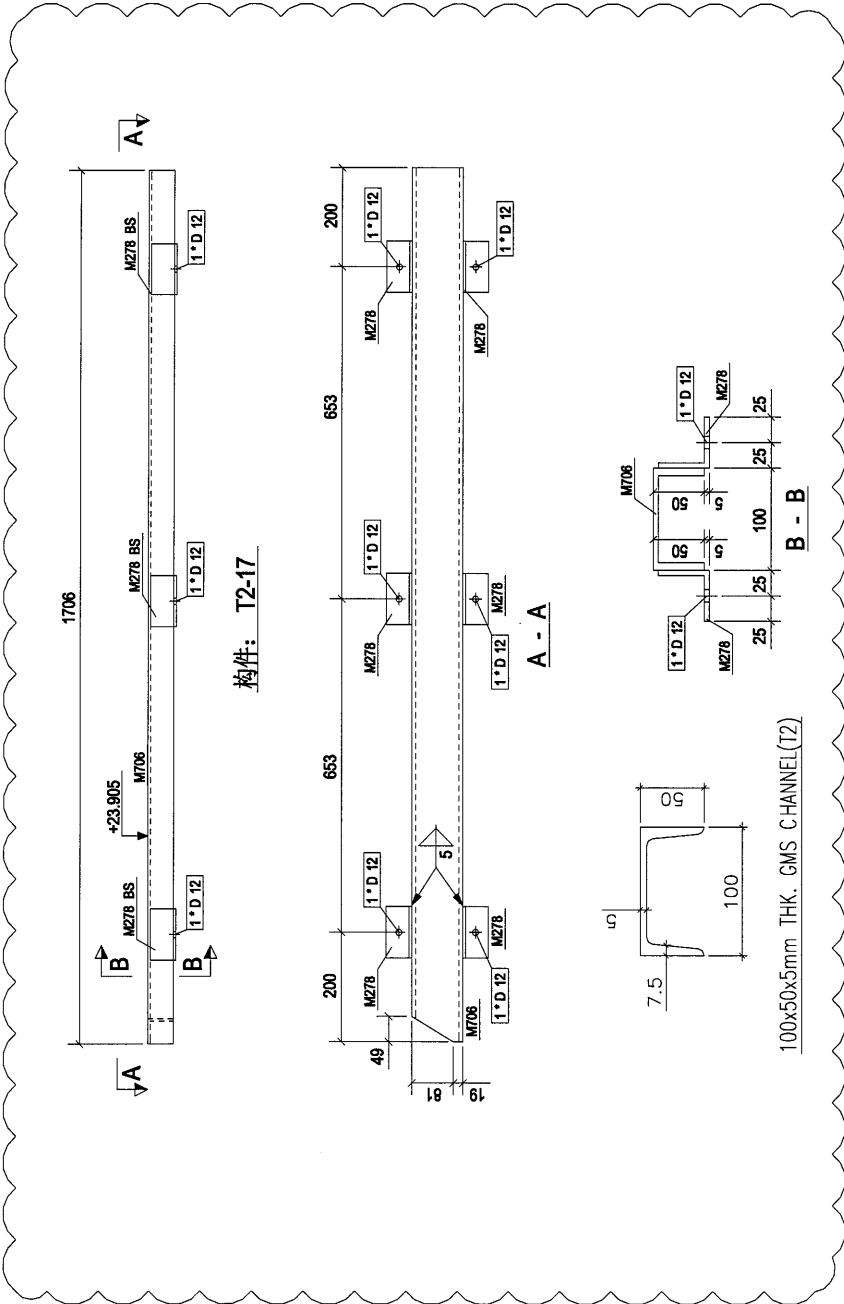 1706
A
A
+23.905
M706
M278 BS
M278 BS
M278 BS
1*D 12
1*D 12
1*D 12
B
B
构件: T2-17
200
653
653
200
49
81
19
1*D 12
1*D 12
1*D 12
M278
M278
M278
5
M706
M278
M278
M278
1*D 12
1*D 12
1*D 12
A - A
M706
1*D 12
1*D 12
M278
M278
50
50
5
5
25
25
100
25
25
B - B
5
50
7.5
100
100x50x5mm THK. GMS CHANNEL(T2)